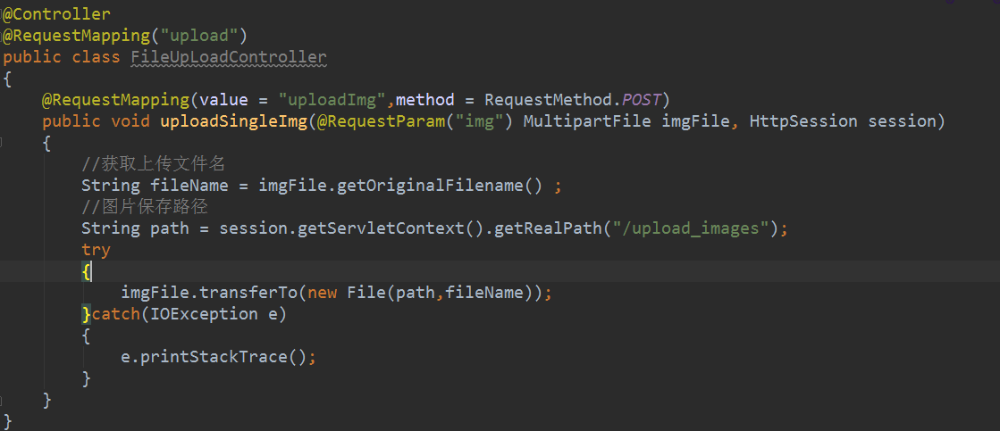 @Controller
@RequestMapping("upload")
public class FileUpLoadController
{
@RequestMapping(value = "uploadImg",method = RequestMethod.POST)
public void uploadSingleImg(@RequestParam("img") MultipartFile imgFile, HttpSession session)
{
//获取上传文件名
String fileName = imgFile.getOriginalFilename() ;
//图片保存路径
String path = session.getServletContext().getRealPath("/upload_images");
try
{
imgFile.transferTo(new File(path,fileName));
}catch(IOException e)
{
e.printStackTrace();
}
}
}